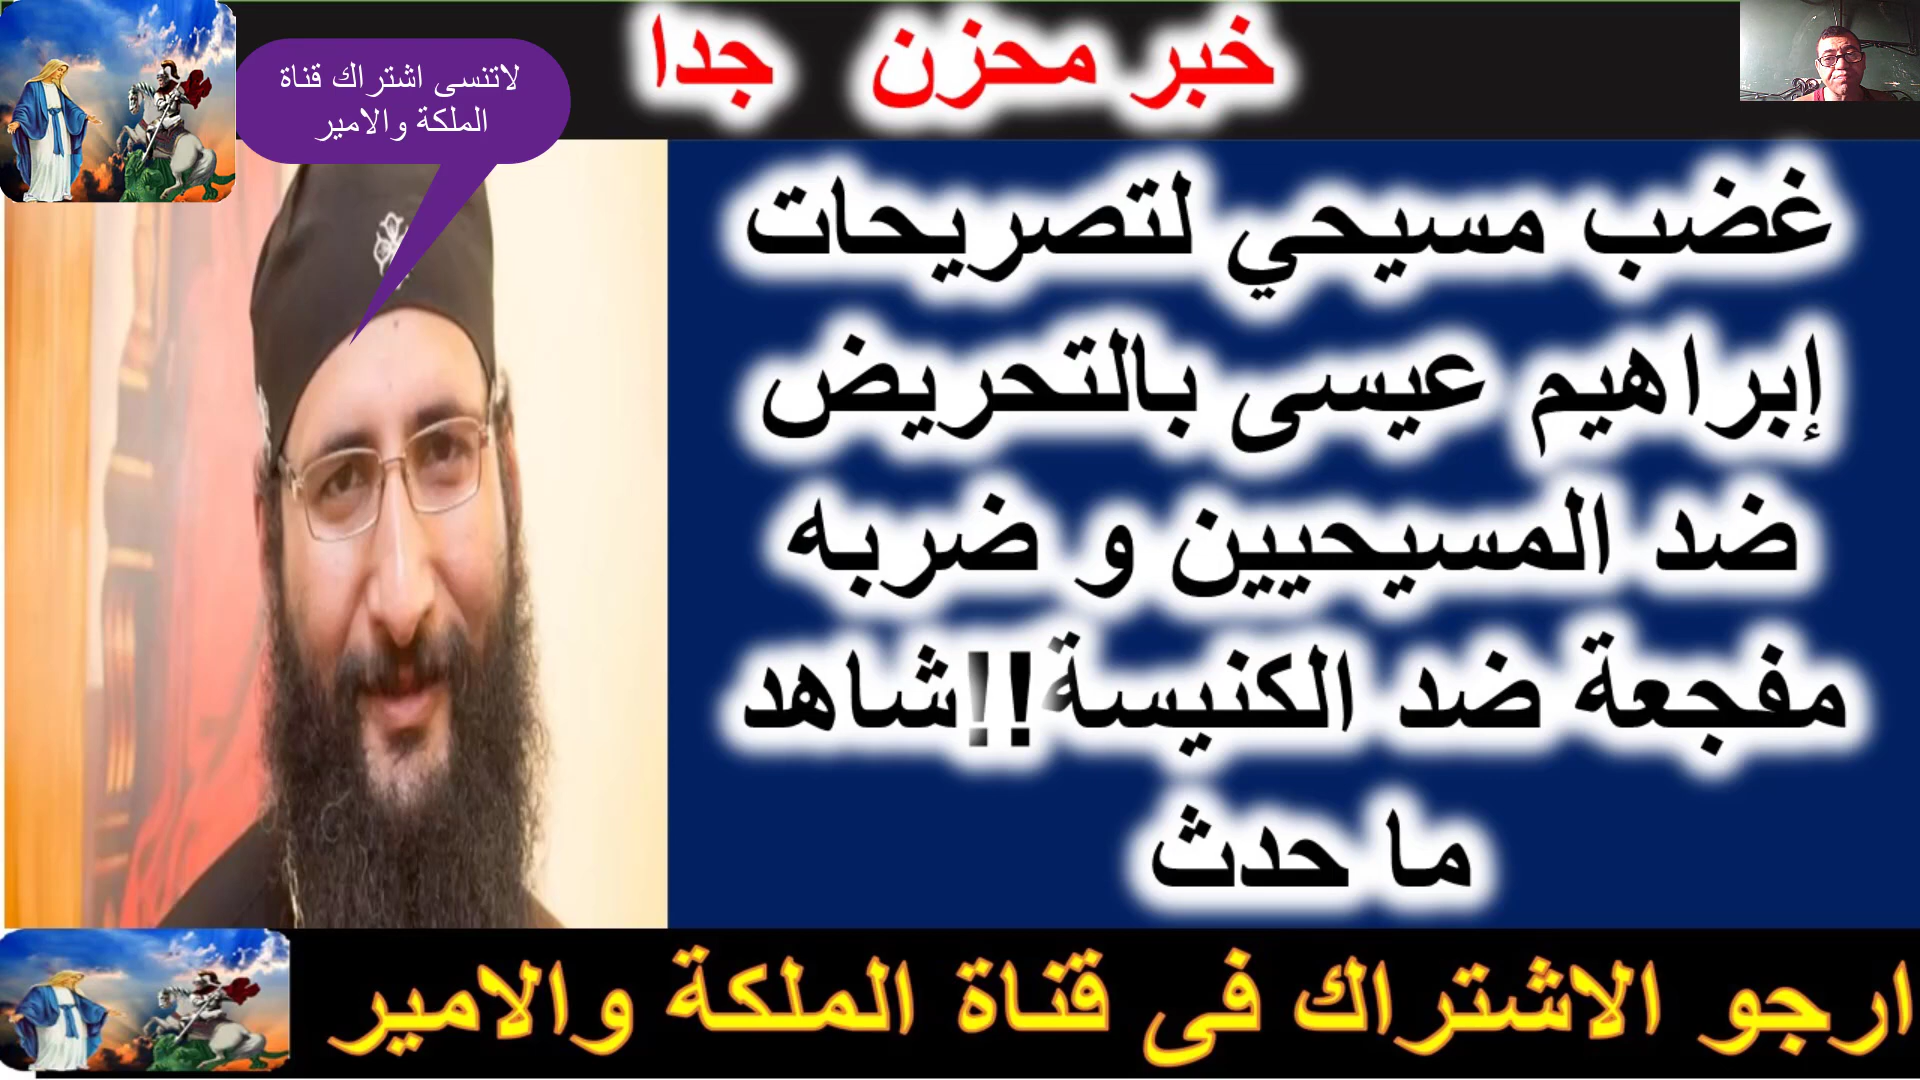 خبر محزن جدا
لاتنسى اشتراك قناة
الملكة والامير
غضب مسيحي لتصريحات
إبراهيم عيسى بالتحريض
ضد المسيحيين و ضربه
مفجعة ضد الكنيسة!!شاهد
ما حدث
ارجو الاشتراك فى قناة الملكة والامير